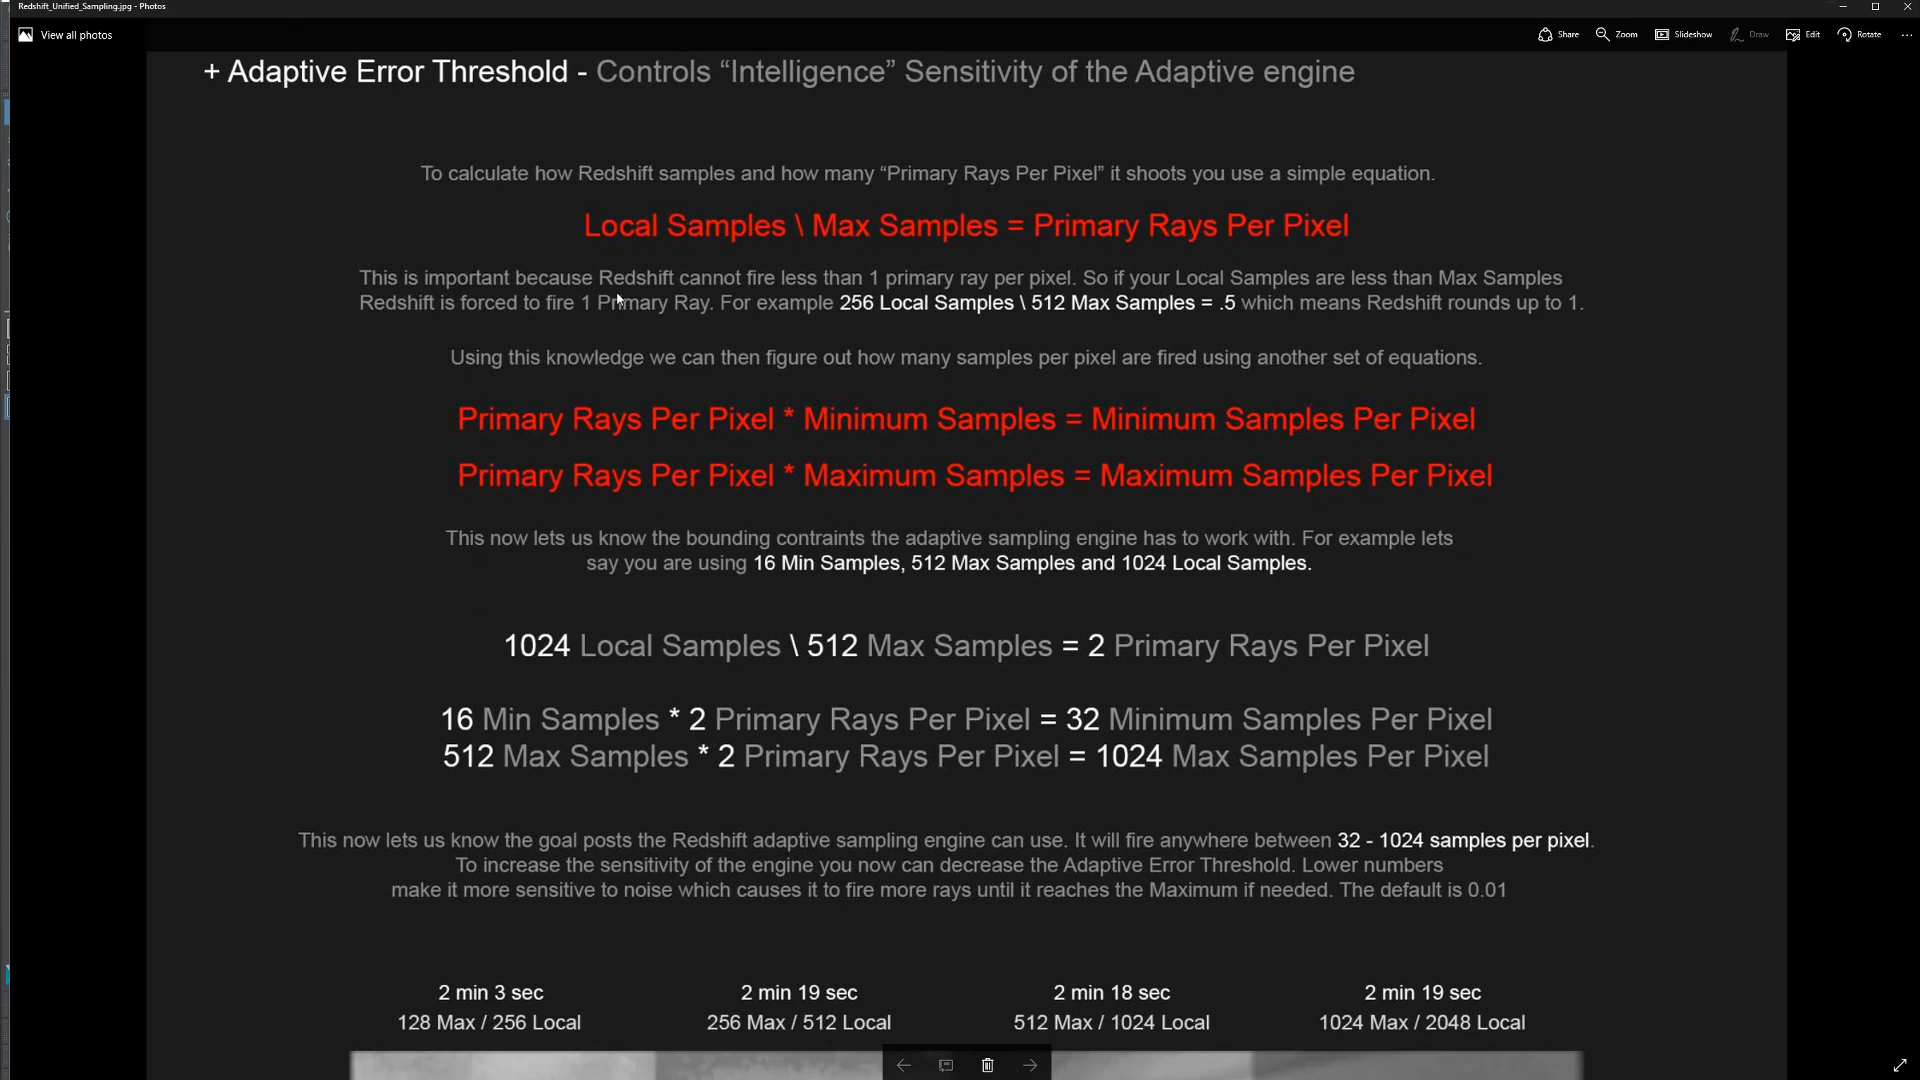 Redshift_Unified_Sampling.jpg - Photos
View all photos
Share
Zoom
Slideshow
Draw
Edit
Rotate
+ Adaptive Error Threshold - Controls “Intelligence” Sensitivity of the Adaptive engine
To calculate how Redshift samples and how many “Primary Rays Per Pixel” it shoots you use a simple equation.
Local Samples \ Max Samples = Primary Rays Per Pixel
This is important because Redshift cannot fire less than 1 primary ray per pixel. So if your Local Samples are less than Max Samples
Redshift is forced to fire 1 Primary Ray. For example 256 Local Samples \ 512 Max Samples = .5 which means Redshift rounds up to 1.
Using this knowledge we can then figure out how many samples per pixel are fired using another set of equations.
Primary Rays Per Pixel * Minimum Samples = Minimum Samples Per Pixel
Primary Rays Per Pixel * Maximum Samples = Maximum Samples Per Pixel
This now lets us know the bounding contraints the adaptive sampling engine has to work with. For example lets
say you are using 16 Min Samples, 512 Max Samples and 1024 Local Samples.
1024 Local Samples \ 512 Max Samples = 2 Primary Rays Per Pixel
16 Min Samples * 2 Primary Rays Per Pixel = 32 Minimum Samples Per Pixel
512 Max Samples * 2 Primary Rays Per Pixel = 1024 Max Samples Per Pixel
This now lets us know the goal posts the Redshift adaptive sampling engine can use. It will fire anywhere between 32 - 1024 samples per pixel.
To increase the sensitivity of the engine you now can decrease the Adaptive Error Threshold. Lower numbers
make it more sensitive to noise which causes it to fire more rays until it reaches the Maximum if needed. The default is 0.01
2 min 3 sec
128 Max / 256 Local
2 min 19 sec
256 Max / 512 Local
2 min 18 sec
512 Max / 1024 Local
2 min 19 sec
1024 Max / 2048 Local